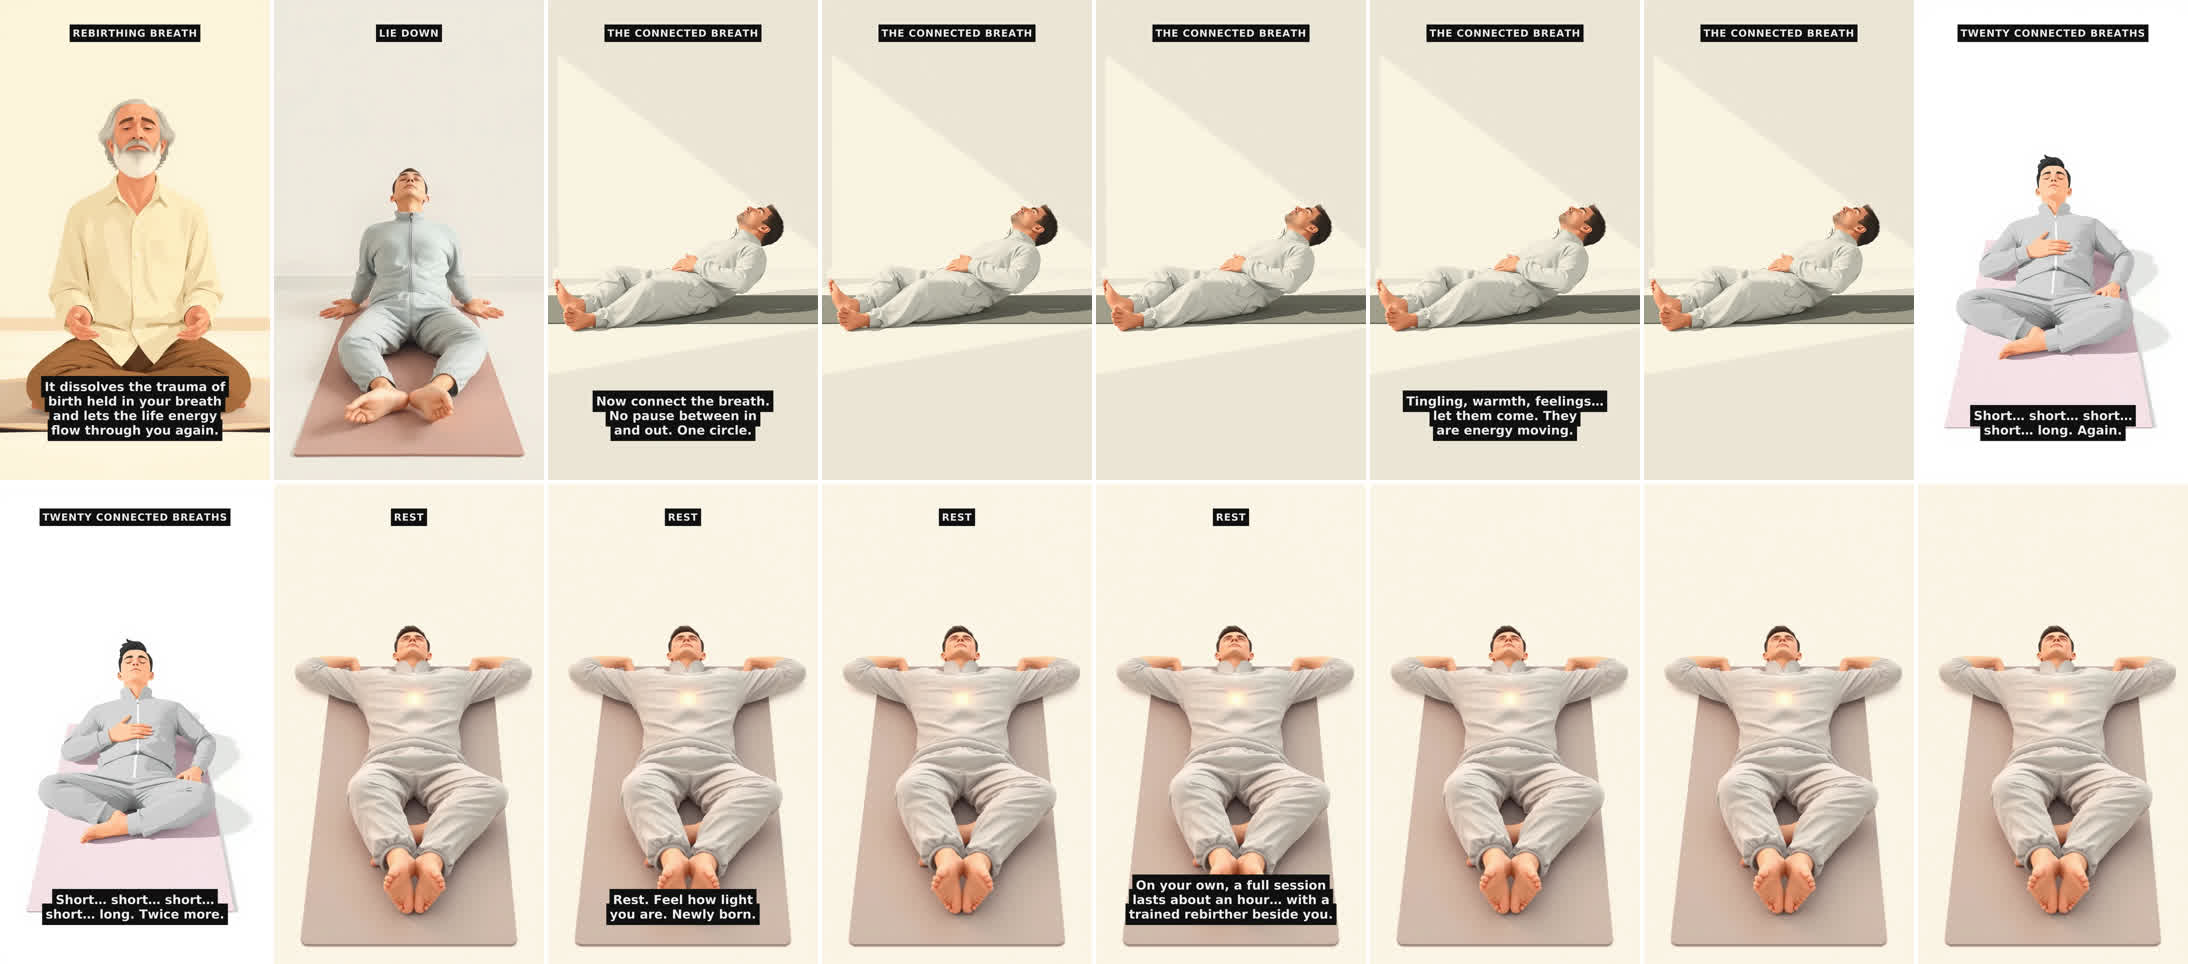 REBIRTHING BREATH
It dissolves the trauma of
birth held in your breath
and lets the life energy
flow through you again.
LIE DOWN
THE CONNECTED BREATH
Now connect the breath.
No pause between in
and out. One circle.
THE CONNECTED BREATH
THE CONNECTED BREATH
THE CONNECTED BREATH
Tingling, warmth, feelings...
let them come. They
are energy moving.
THE CONNECTED BREATH
TWENTY CONNECTED BREATHS
Short... short... short...
short... long. Again.
TWENTY CONNECTED BREATHS
Short... short... short...
short... long. Twice more.
REST
REST
Rest. Feel how light
you are. Newly born.
REST
REST
On your own, a full session
lasts about an hour... with a
trained rebirther beside you.